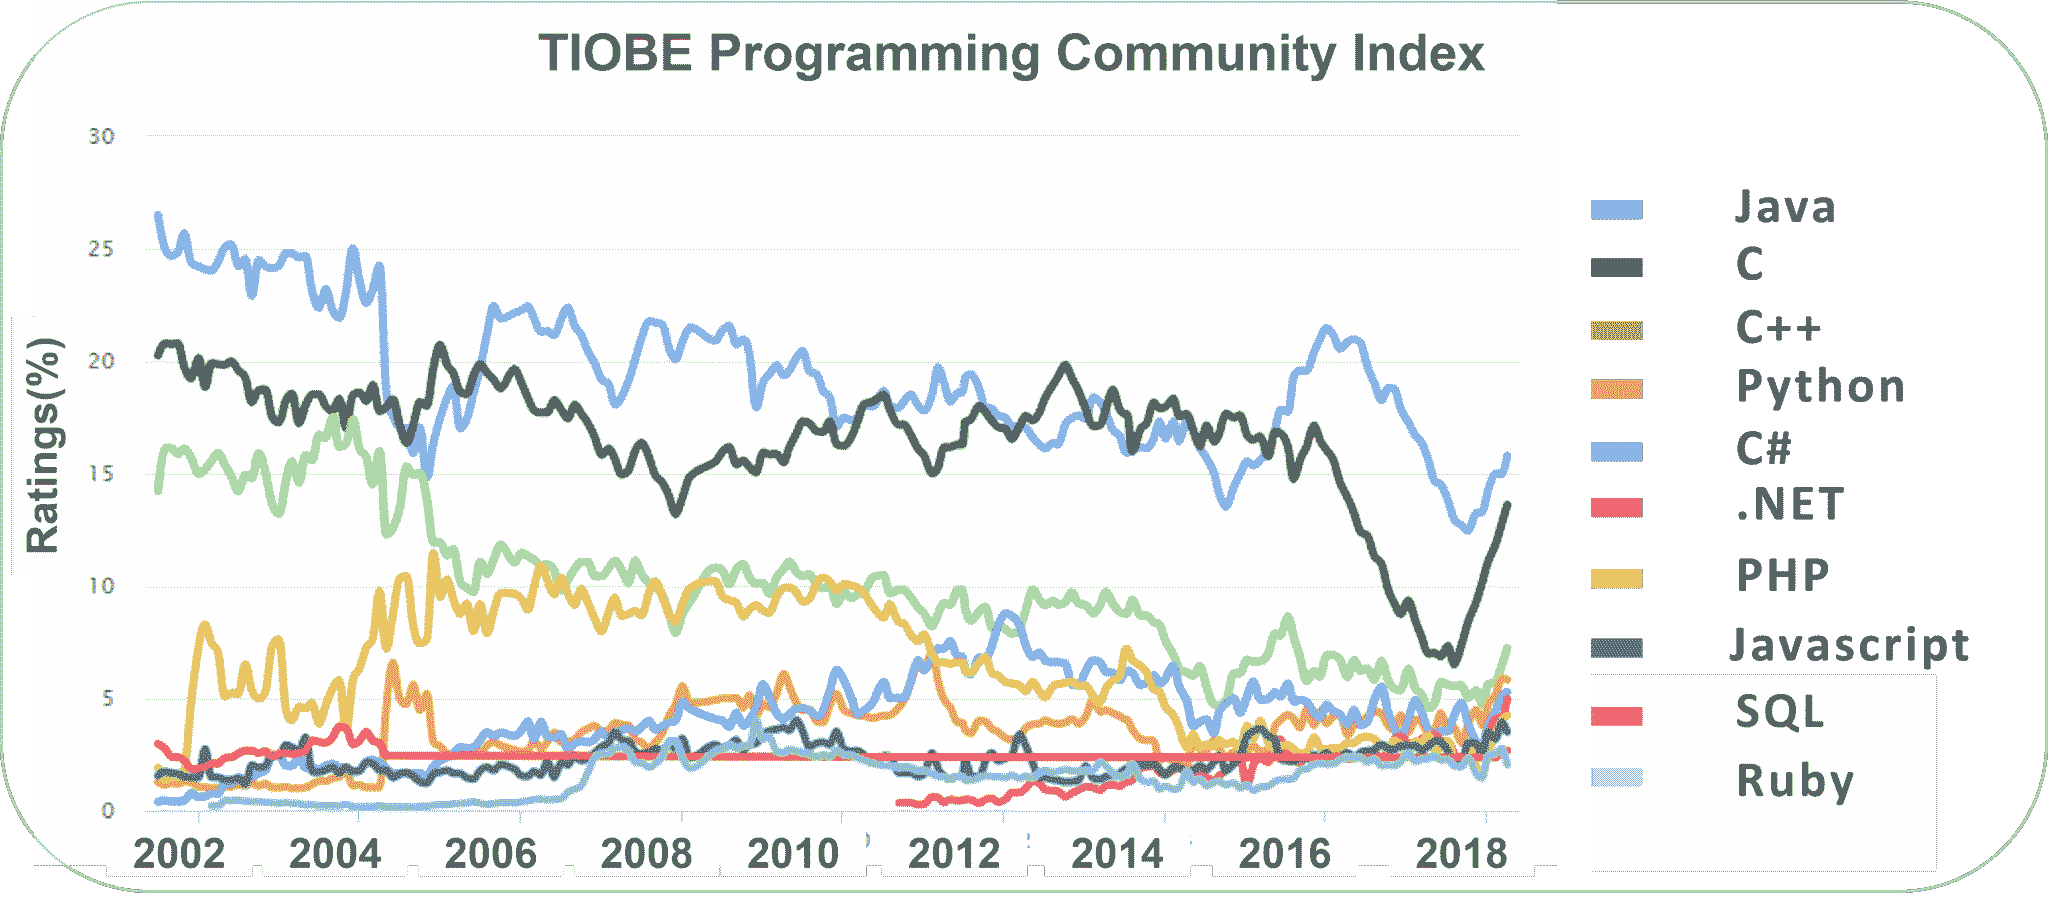 TIOBE Programming Community Index
Ratings(%)
30
25
20
15
10
5
0
2002 2004 2006 2008 2010 2012 2014 2016 2018
Java
C
C++
Python
C#
.NET
PHP
Javascript
SQL
Ruby